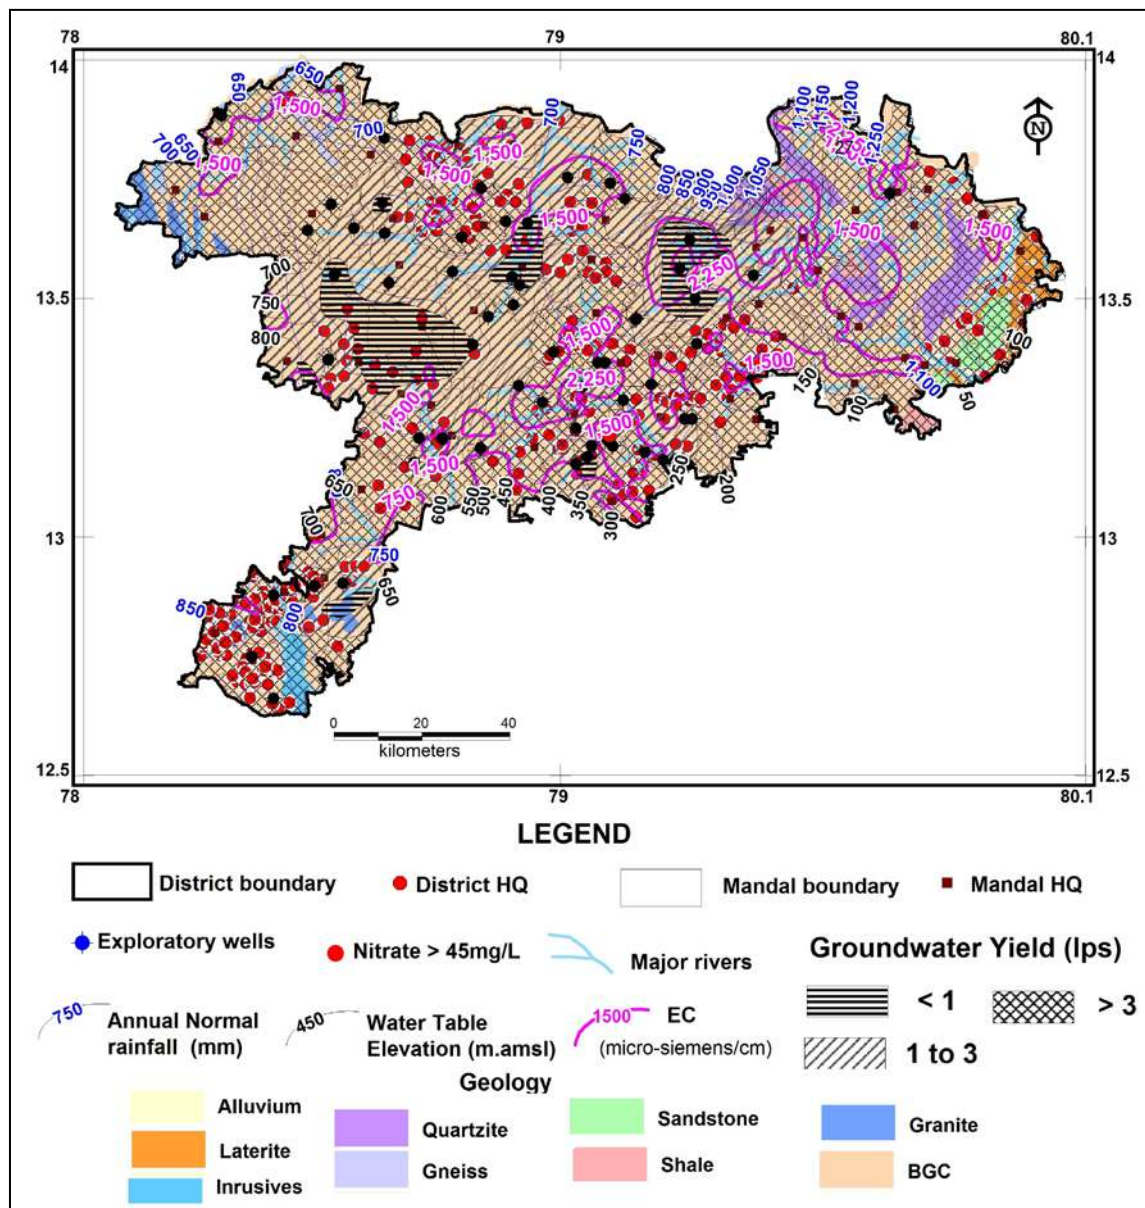 78 79 80.1
14 14
650 650 1,500 700 700 1,100 1,150 1,200 2,250 1,250
700 650 1,500 1,500 1,500 750 800 850 900 950 1,000 1,050
1,500 1,500 1,500
700 2,250
13.5 750 13.5
800 1,500 100
2,250 1,500 1,100 50
150 100
1,500 1,500
1,500 250 200
650 750 600 550 500 450 400 350 300
700
13 13
750
650
850 800
0 20 40
kilometers
12.5 12.5
78 79 80.1
N
LEGEND
District boundary District HQ Mandal boundary Mandal HQ
Exploratory wells Nitrate > 45mg/L Major rivers
Groundwater Yield (lps)
< 1 > 3
1 to 3
750 Annual Normal
rainfall (mm)
450 Water Table
Elevation (m.amsl)
1500 EC
(micro-siemens/cm)
Geology
Alluvium Quartzite Sandstone Granite
Laterite Gneiss Shale BGC
Inrusives